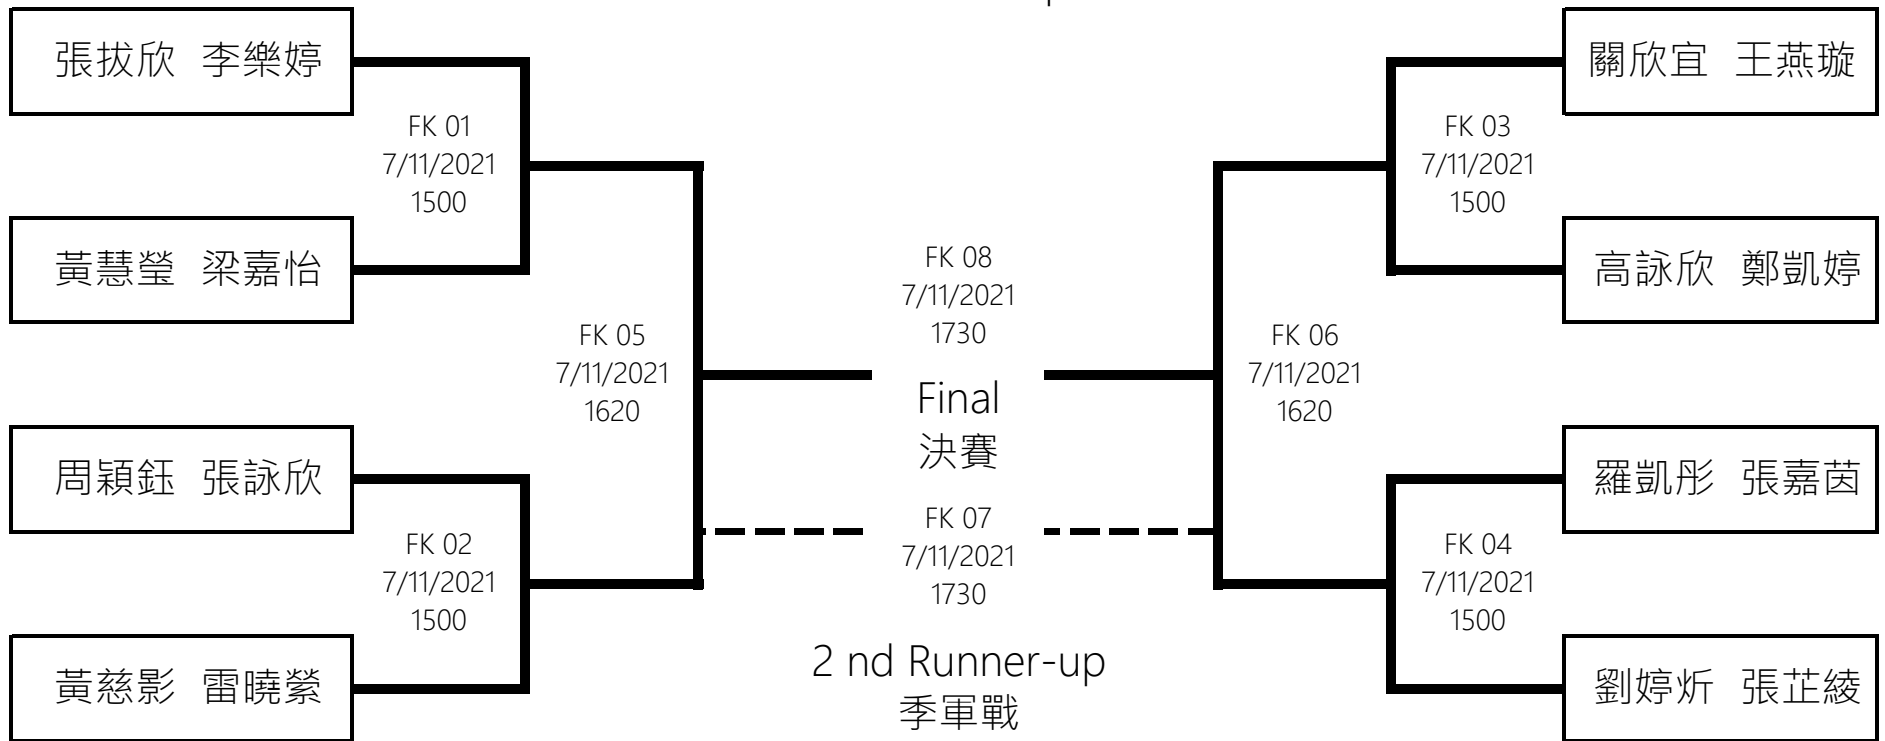 張拔欣 李樂婷
FK 01
7/11/2021
1500
黃慧瑩 梁嘉怡
周穎鈺 張詠欣
FK 02
7/11/2021
1500
黃慈影 雷曉縈
FK 05
7/11/2021
1620
FK 08
7/11/2021
1730
Final
決賽
FK 07
7/11/2021
1730
2 nd Runner-up
季軍戰
FK 06
7/11/2021
1620
關欣宜 王燕璇
FK 03
7/11/2021
1500
高詠欣 鄭凱婷
羅凱彤 張嘉茵
FK 04
7/11/2021
1500
劉婷炘 張芷綾